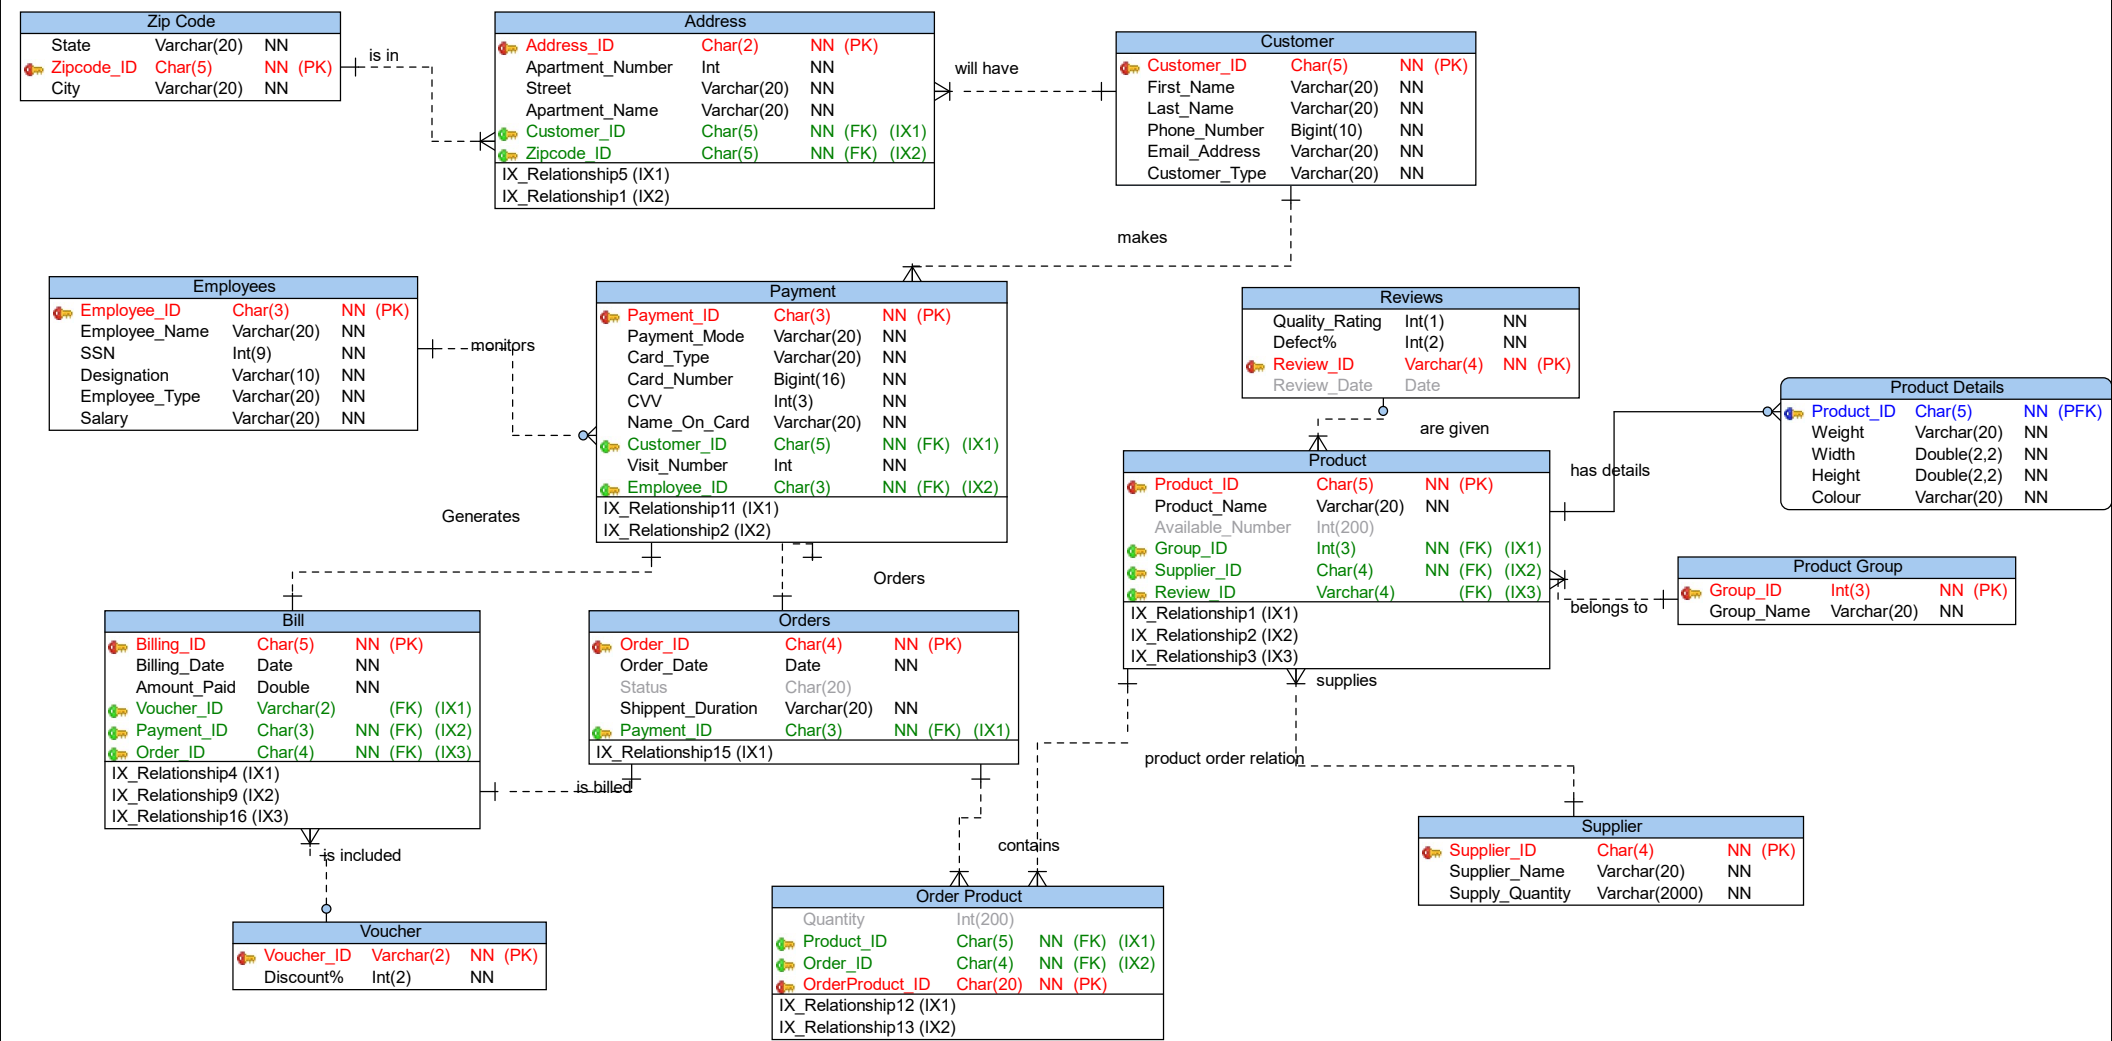 Zip Code
State Varchar(20) NN
Zipcode_ID Char(5) NN (PK)
City Varchar(20) NN
is in
Address
Address_ID Char(2) NN (PK)
Apartment_Number Int NN
Street Varchar(20) NN
Apartment_Name Varchar(20) NN
Customer_ID Char(5) NN (FK) (IX1)
Zipcode_ID Char(5) NN (FK) (IX2)
IX_Relationship5 (IX1)
IX_Relationship1 (IX2)
will have
Customer
Customer_ID Char(5) NN (PK)
First_Name Varchar(20) NN
Last_Name Varchar(20) NN
Phone_Number Bigint(10) NN
Email_Address Varchar(20) NN
Customer_Type Varchar(20) NN
makes
Employees
Employee_ID Char(3) NN (PK)
Employee_Name Varchar(20) NN
SSN Int(9) NN
Designation Varchar(10) NN
Employee_Type Varchar(20) NN
Salary Varchar(20) NN
monitors
Payment
Payment_ID Char(3) NN (PK)
Payment_Mode Varchar(20) NN
Card_Type Varchar(20) NN
Card_Number Bigint(16) NN
CVV Int(3) NN
Name_On_Card Varchar(20) NN
Customer_ID Char(5) NN (FK) (IX1)
Visit_Number Int NN
Employee_ID Char(3) NN (FK) (IX2)
IX_Relationship11 (IX1)
IX_Relationship2 (IX2)
Reviews
Quality_Rating Int(1) NN
Defect% Int(2) NN
Review_ID Varchar(4) NN (PK)
Review_Date Date
are given
Product Details
Product_ID Char(5) NN (PFK)
Weight Varchar(20) NN
Width Double(2,2) NN
Height Double(2,2) NN
Colour Varchar(20) NN
has details
Product
Product_ID Char(5) NN (PK)
Product_Name Varchar(20) NN
Available_Number Int(200)
Group_ID Int(3) NN (FK) (IX1)
Supplier_ID Char(4) NN (FK) (IX2)
Review_ID Varchar(4) (FK) (IX3)
IX_Relationship1 (IX1)
IX_Relationship2 (IX2)
IX_Relationship3 (IX3)
Product Group
Group_ID Int(3) NN (PK)
Group_Name Varchar(20) NN
belongs to
Generates
Orders
Bill
Billing_ID Char(5) NN (PK)
Billing_Date Date NN
Amount_Paid Double NN
Voucher_ID Varchar(2) (FK) (IX1)
Payment_ID Char(3) NN (FK) (IX2)
Order_ID Char(4) NN (FK) (IX3)
IX_Relationship4 (IX1)
IX_Relationship9 (IX2)
IX_Relationship16 (IX3)
Orders
Order_ID Char(4) NN (PK)
Order_Date Date NN
Status Char(20)
Shippent_Duration Varchar(20) NN
Payment_ID Char(3) NN (FK) (IX1)
IX_Relationship15 (IX1)
is billed
supplies
product order relation
contains
is included
Supplier
Supplier_ID Char(4) NN (PK)
Supplier_Name Varchar(20) NN
Supply_Quantity Varchar(2000) NN
Voucher
Voucher_ID Varchar(2) NN (PK)
Discount% Int(2) NN
Order Product
Quantity Int(200)
Product_ID Char(5) NN (FK) (IX1)
Order_ID Char(4) NN (FK) (IX2)
OrderProduct_ID Char(20) NN (PK)
IX_Relationship12 (IX1)
IX_Relationship13 (IX2)